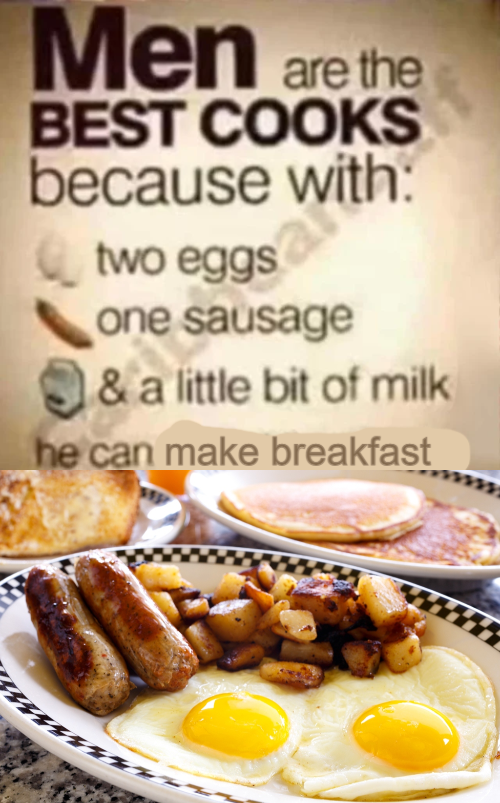 Men are the
BEST COOKS
because with:
two eggs
one sausage
& a little bit of milk
he can make breakfast